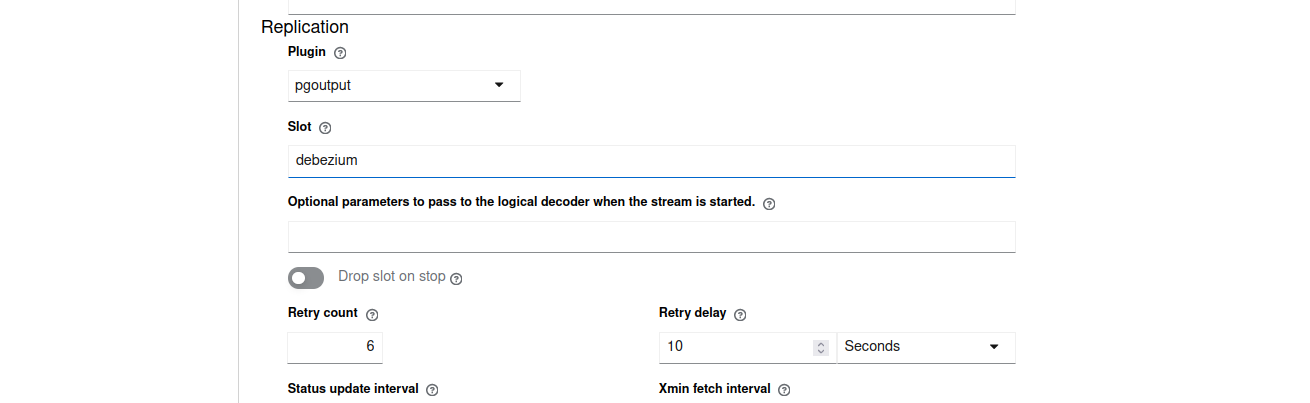 Replication
Plugin
pgoutput
Slot
debezium
Optional parameters to pass to the logical decoder when the stream is started.
Drop slot on stop
Retry count Retry delay
6 10 Seconds
Status update interval Xmin fetch interval